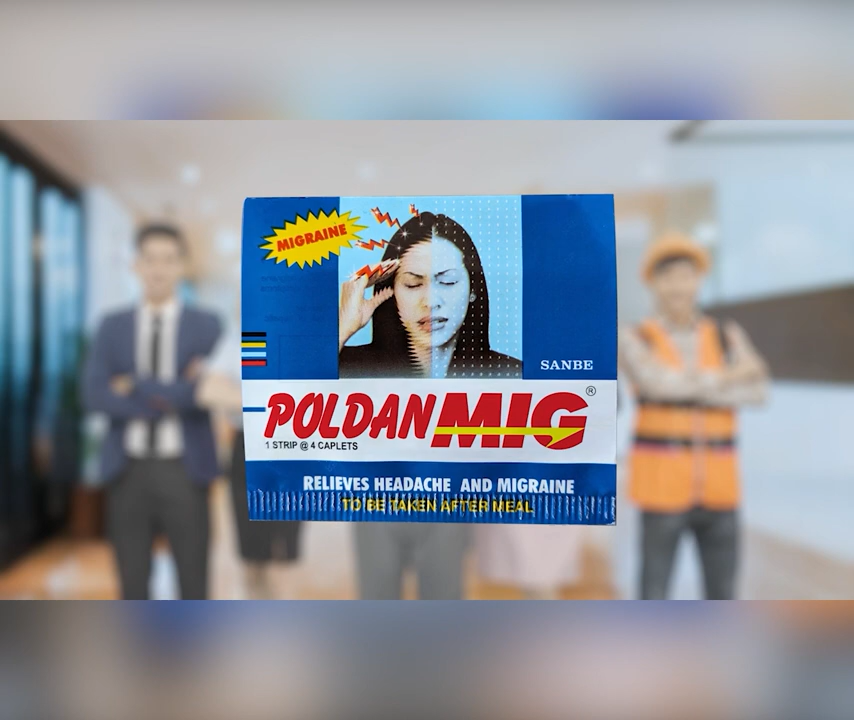 MIGRAINE
SANBE
POLDANMIG®
1 STRIP @ 4 CAPLETS
RELIEVES HEADACHE AND MIGRAINE
TO BE TAKEN AFTER MEAL